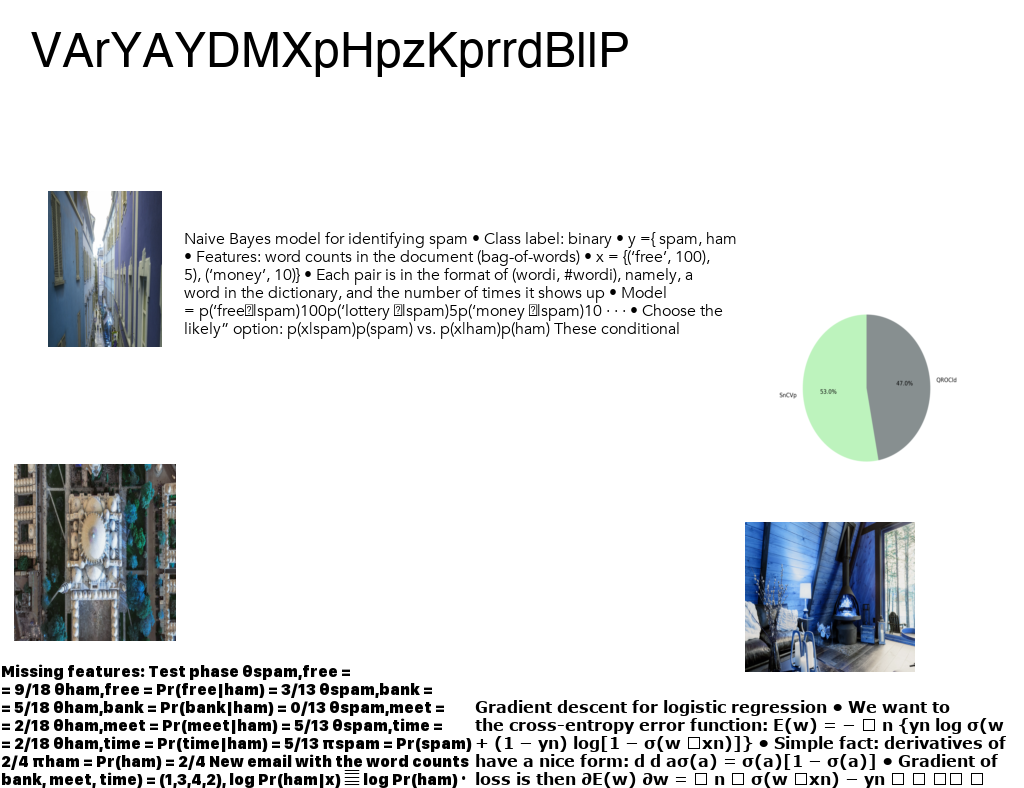 VArYAYDMXpHpzKprrdBllP
Naive Bayes model for identifying spam • Class label: binary • y ={ spam, ham
• Features: word counts in the document (bag-of-words) • x = {(‘free’, 100),
5), (‘money’, 10)} • Each pair is in the format of (wordi, #wordi), namely, a
word in the dictionary, and the number of times it shows up • Model
= p(‘free|spam)100p(‘lottery |spam)5p(‘money |spam)10 · · · • Choose the
likely” option: p(x|spam)p(spam) vs. p(x|ham)p(ham) These conditional
53.0%
47.0%
SnCVp
QROCld
Missing features: Test phase θspam,free =
= 9/18 θham,free = Pr(free|ham) = 3/13 θspam,bank =
= 5/18 θham,bank = Pr(bank|ham) = 0/13 θspam,meet =
= 2/18 θham,meet = Pr(meet|ham) = 5/13 θspam,time =
= 2/18 θham,time = Pr(time|ham) = 5/13 πspam = Pr(spam)
2/4 πham = Pr(ham) = 2/4 New email with the word counts
bank, meet, time) = (1,3,4,2), log Pr(ham|x) log Pr(ham) ·
Gradient descent for logistic regression • We want to
the cross-entropy error function: E(w) = − □ n {yn log σ(w
+ (1 − yn) log[1 − σ(w □xn)]} • Simple fact: derivatives of
have a nice form: d d aσ(a) = σ(a)[1 − σ(a)] • Gradient of
loss is then ∂E(w) ∂w = □ n □ σ(w □xn) − yn □ □ □□ □